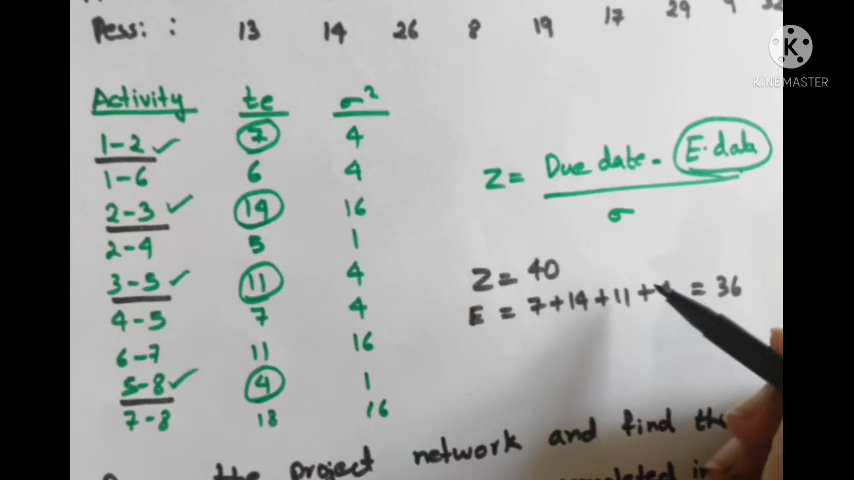 Pess: : 13 14 26 8 19 17 29 9
K
KINEMASTER
Activity te σ²
1-2 ✓ 7 4
1-6 6 4
2-3 ✓ 14 16
2-4 5 1
3-5 ✓ 11 4
4-5 7 4
6-7 11 16
5-8 ✓ 4 1
7-8 18 16
Z = Due date - E. data
σ
Z = 40
E = 7+14+11+4 = 36
the project network and find the